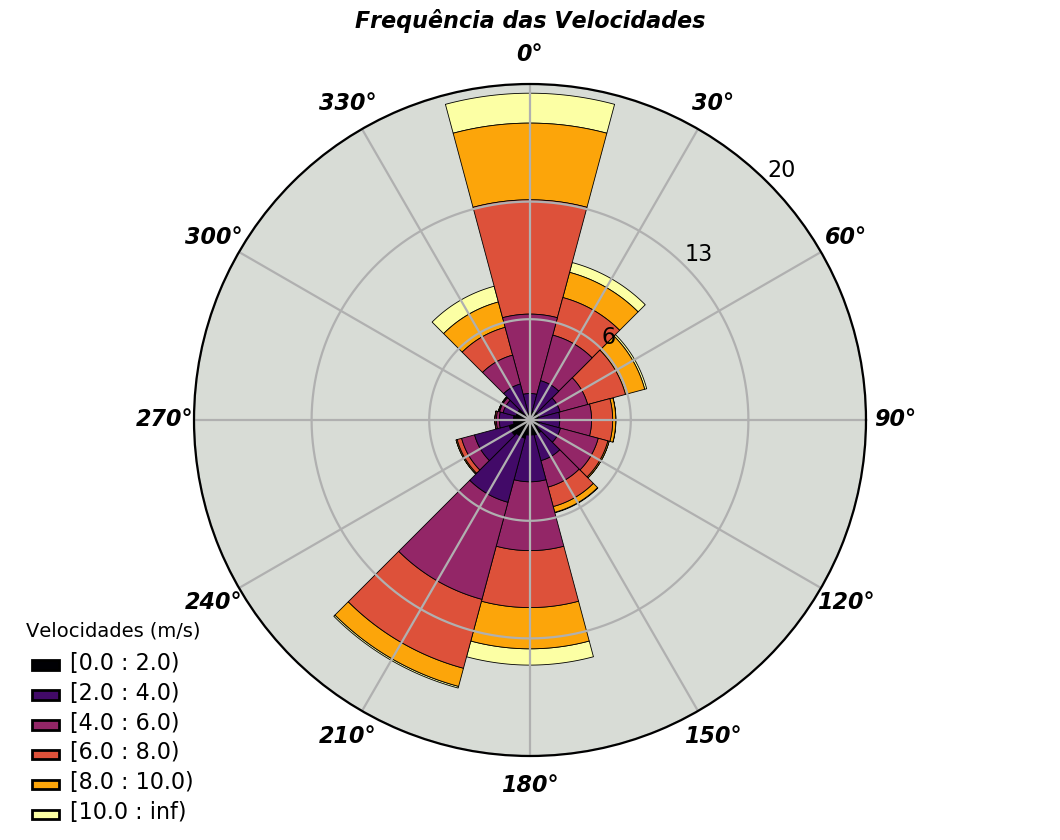 Frequência das Velocidades
0°
330°
30°
20
300°
60°
13
6
270°
90°
240°
120°
210°
150°
180°
Velocidades (m/s)
[0.0 : 2.0)
[2.0 : 4.0)
[4.0 : 6.0)
[6.0 : 8.0)
[8.0 : 10.0)
[10.0 : inf)